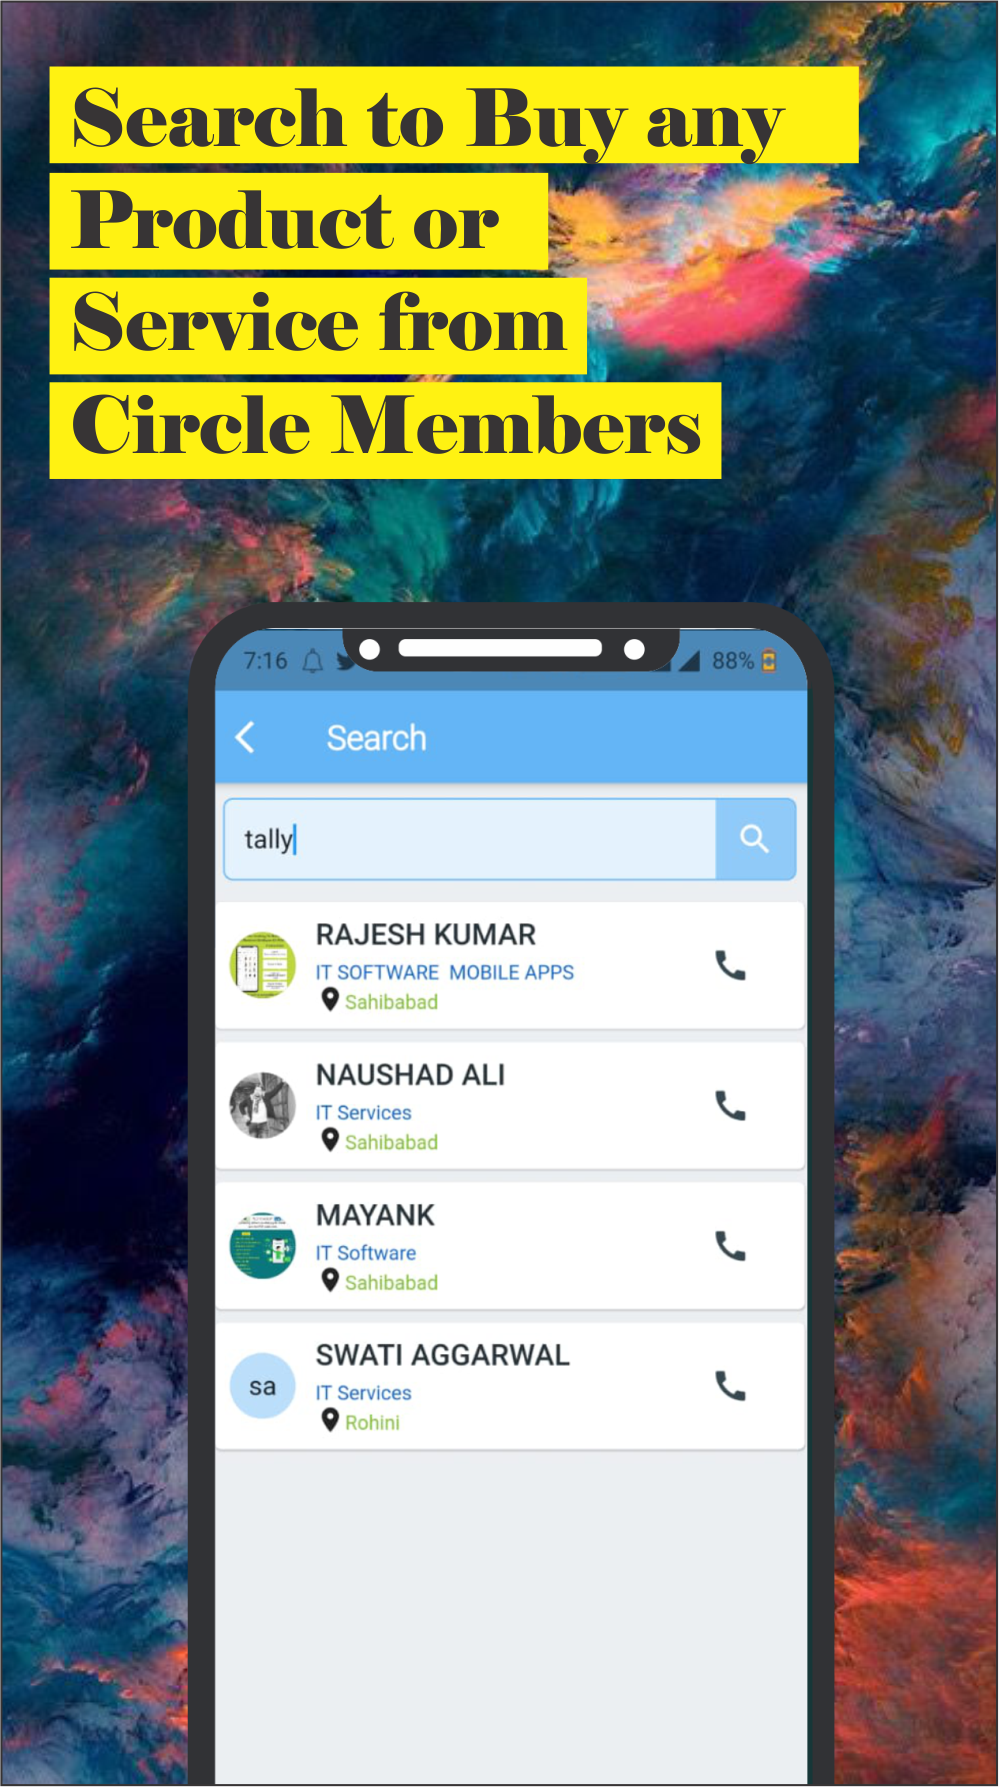 Search to Buy any
Product or
Service from
Circle Members
7:16 88%
Search
tally
RAJESH KUMAR
IT SOFTWARE MOBILE APPS
Sahibabad
NAUSHAD ALI
IT Services
Sahibabad
MAYANK
IT Software
Sahibabad
sa
SWATI AGGARWAL
IT Services
Rohini